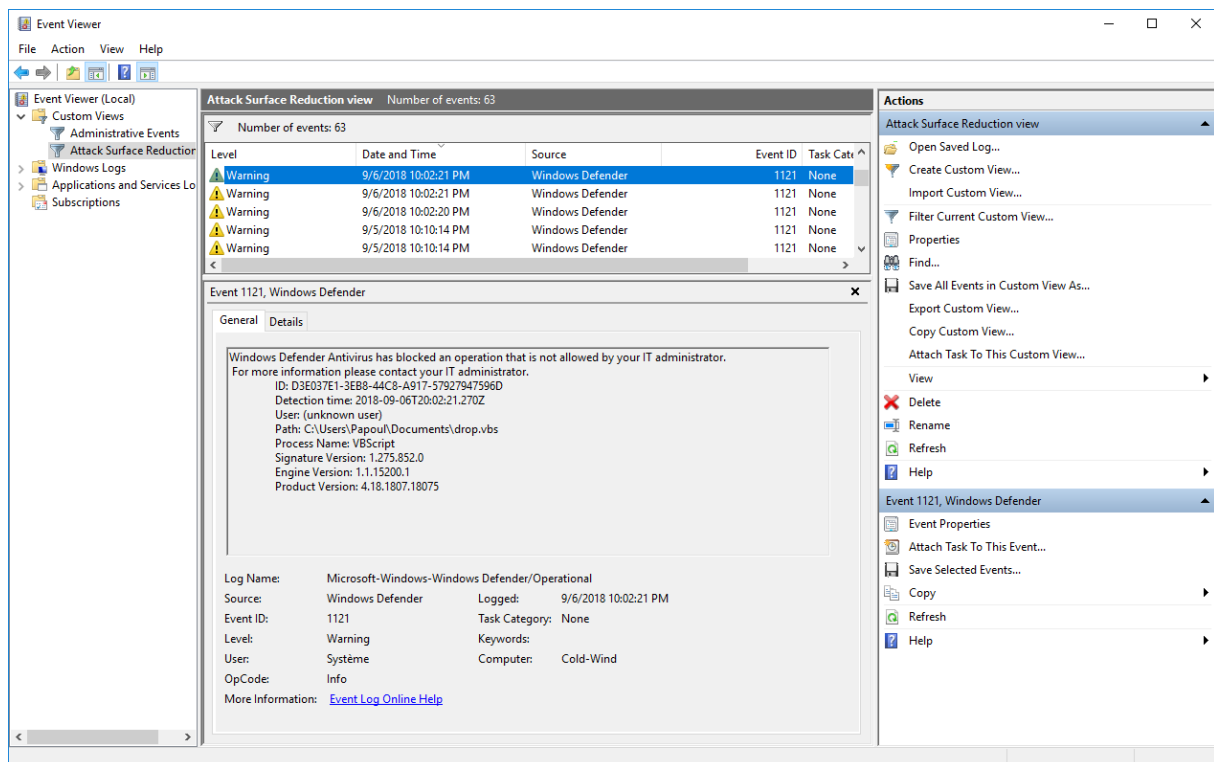 Event Viewer
File Action View Help
Event Viewer (Local)
Custom Views
Administrative Events
Attack Surface Reduction
Windows Logs
Applications and Services Lo
Subscriptions
Attack Surface Reduction view Number of events: 63
Number of events: 63
Level Date and Time Source Event ID Task Cate
Warning 9/6/2018 10:02:21 PM Windows Defender 1121 None
Warning 9/6/2018 10:02:21 PM Windows Defender 1121 None
Warning 9/6/2018 10:02:20 PM Windows Defender 1121 None
Warning 9/5/2018 10:10:14 PM Windows Defender 1121 None
Warning 9/5/2018 10:10:14 PM Windows Defender 1121 None
Event 1121, Windows Defender
General Details
Windows Defender Antivirus has blocked an operation that is not allowed by your IT administrator.
For more information please contact your IT administrator.
ID: D3E037E1-3EB8-44C8-A917-57927947596D
Detection time: 2018-09-06T20:02:21.270Z
User: (unknown user)
Path: C:\Users\Papoul\Documents\drop.vbs
Process Name: VBScript
Signature Version: 1.275.852.0
Engine Version: 1.1.15200.1
Product Version: 4.18.1807.18075
Log Name: Microsoft-Windows-Windows Defender/Operational
Source: Windows Defender Logged: 9/6/2018 10:02:21 PM
Event ID: 1121 Task Category: None
Level: Warning Keywords:
User: Système Computer: Cold-Wind
OpCode: Info
More Information: Event Log Online Help
Actions
Attack Surface Reduction view
Open Saved Log...
Create Custom View...
Import Custom View...
Filter Current Custom View...
Properties
Find...
Save All Events in Custom View As...
Export Custom View...
Copy Custom View...
Attach Task To This Custom View...
View
Delete
Rename
Refresh
Help
Event 1121, Windows Defender
Event Properties
Attach Task To This Event...
Save Selected Events...
Copy
Refresh
Help